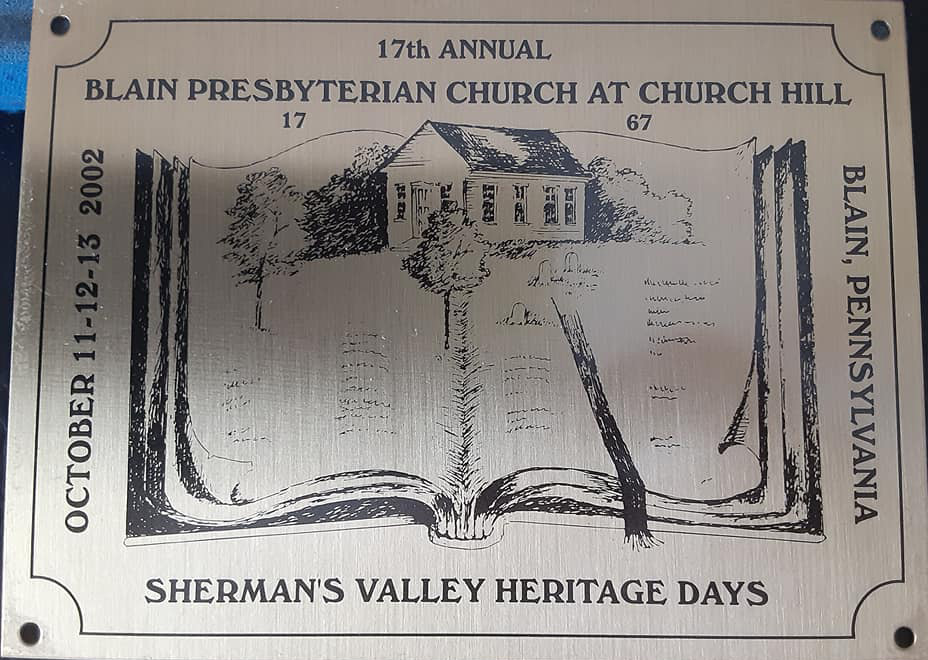 17th ANNUAL
BLAIN PRESBYTERIAN CHURCH AT CHURCH HILL
17 67
OCTOBER 11-12-13 2002
BLAIN, PENNSYLVANIA
SHERMAN'S VALLEY HERITAGE DAYS